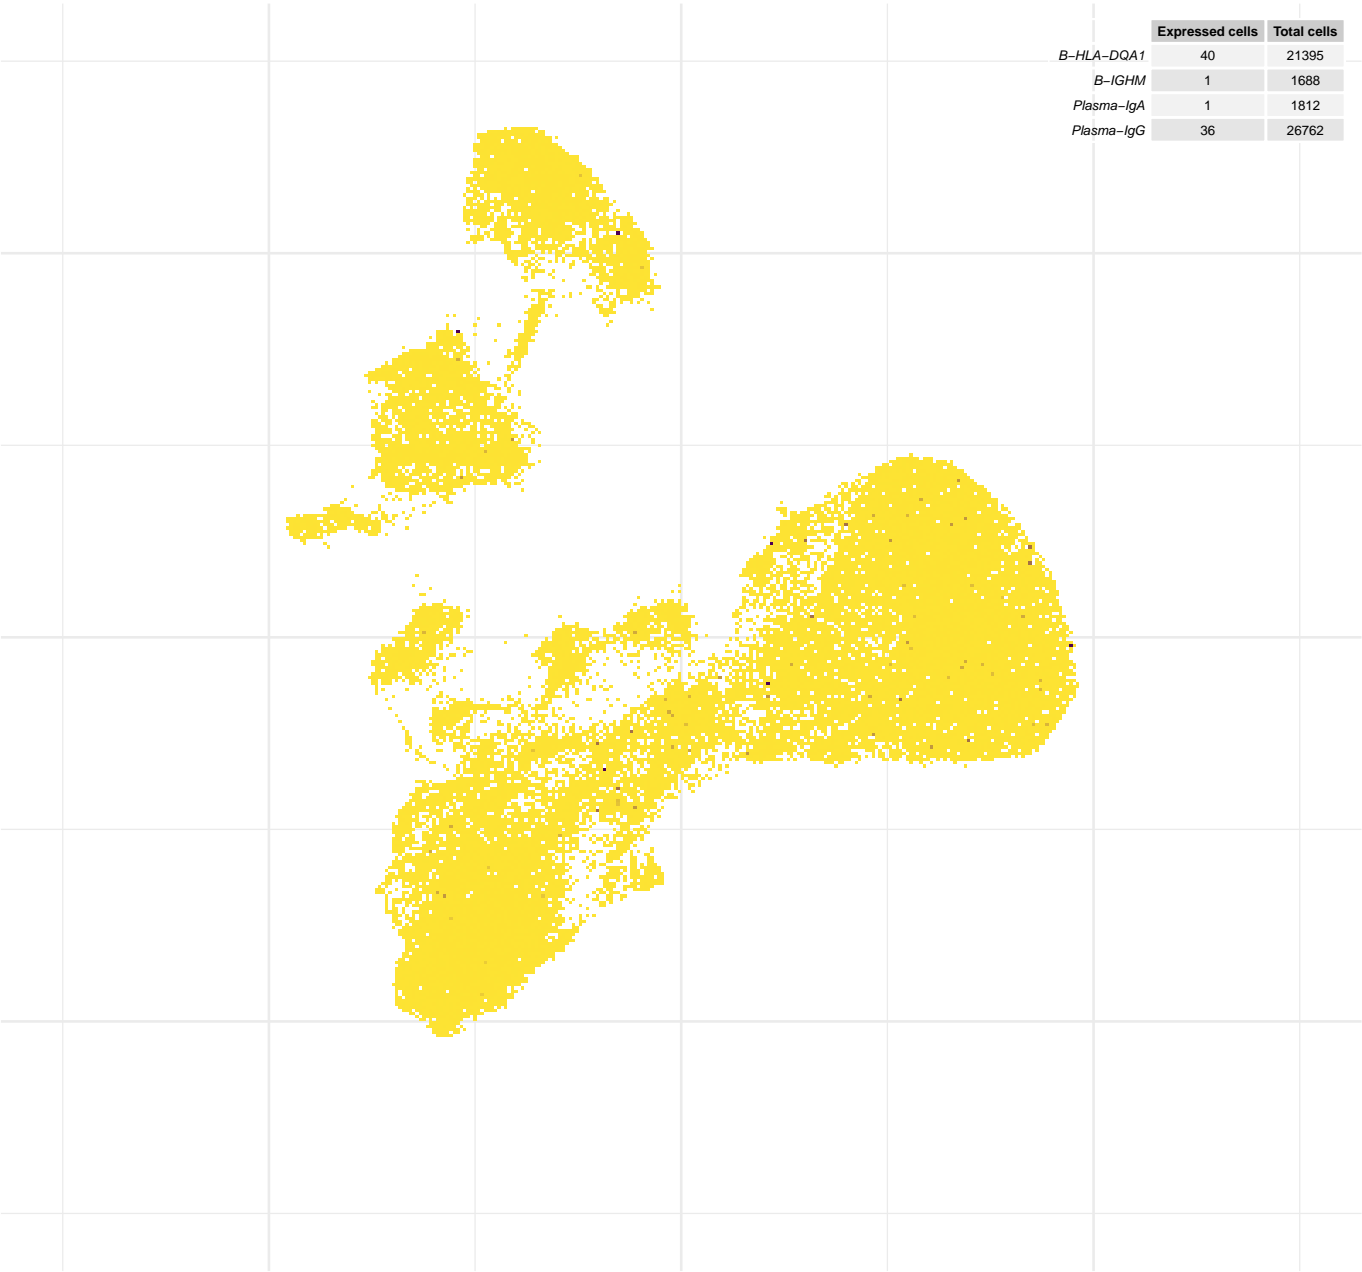 Expressed cells Total cells
B−HLA−DQA1 40 21395
B−IGHM 1 1688
Plasma−IgA 1 1812
Plasma−IgG 36 26762